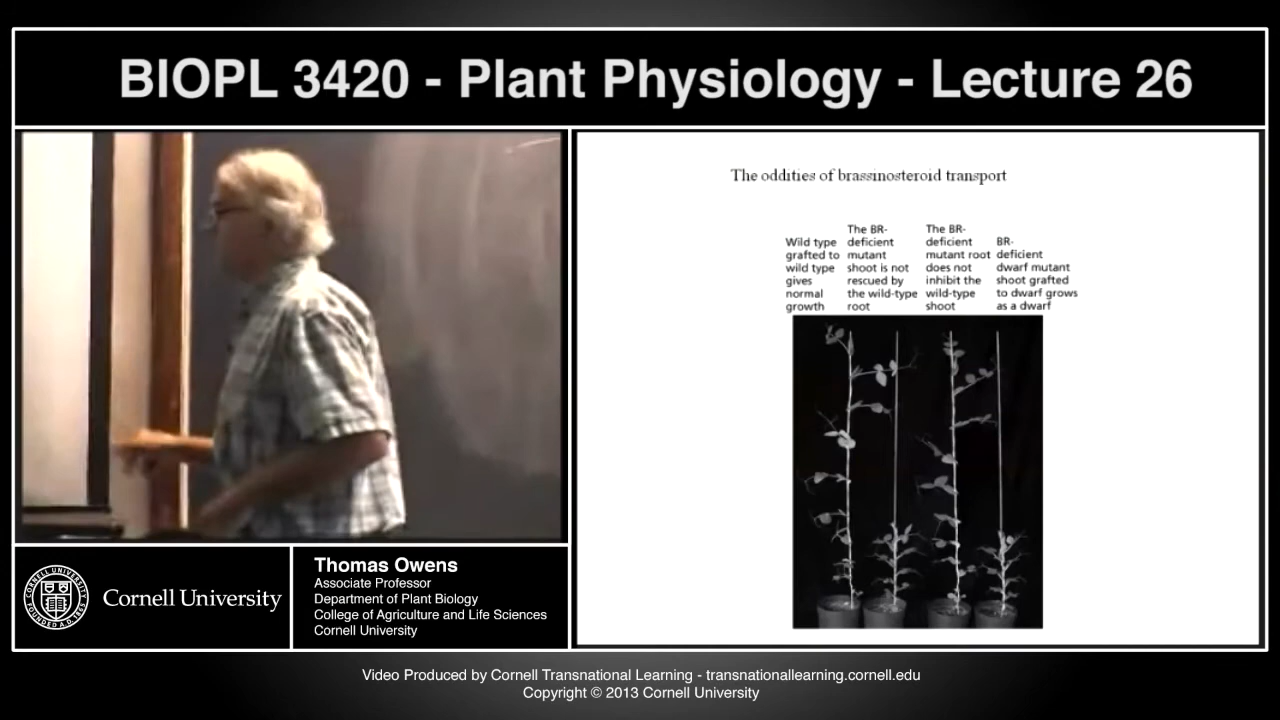 BIOPL 3420 - Plant Physiology - Lecture 26
The oddities of brassinosteroid transport
Wild type
grafted to
wild type
gives
normal
growth
The BR-
deficient
mutant
shoot is not
rescued by
the wild-type
root
The BR-
deficient
mutant root
does not
inhibit the
wild-type
shoot
BR-
deficient
dwarf mutant
shoot grafted
to dwarf grows
as a dwarf
CORNELL UNIVERSITY
FOUNDED A.D. 1865
Cornell University
Thomas Owens
Associate Professor
Department of Plant Biology
College of Agriculture and Life Sciences
Cornell University
Video Produced by Cornell Transnational Learning - transnationallearning.cornell.edu
Copyright © 2013 Cornell University